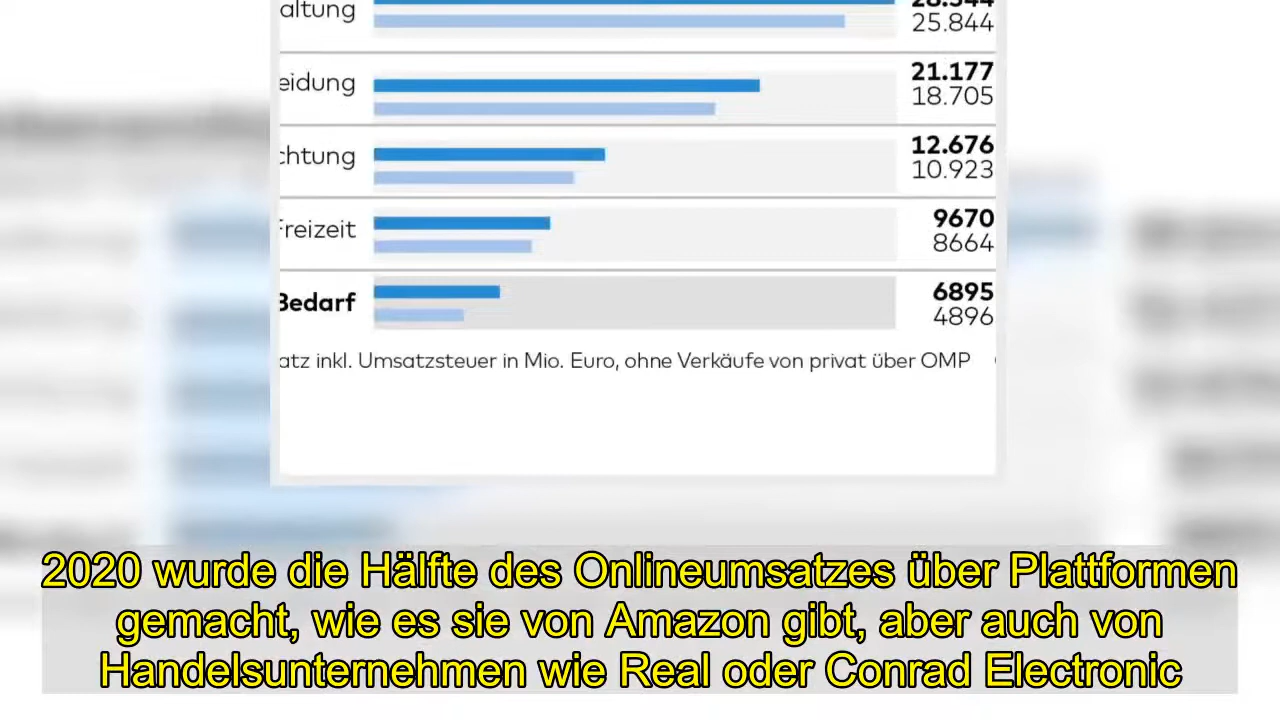 altung
25.844
eidung
21.177
18.705
chtung
12.676
10.923
Freizeit
9670
8664
Bedarf
6895
4896
atz inkl. Umsatzsteuer in Mio. Euro, ohne Verkäufe von privat über OMP
2020 wurde die Hälfte des Onlineumsatzes über Plattformen
gemacht, wie es sie von Amazon gibt, aber auch von
Handelsunternehmen wie Real oder Conrad Electronic